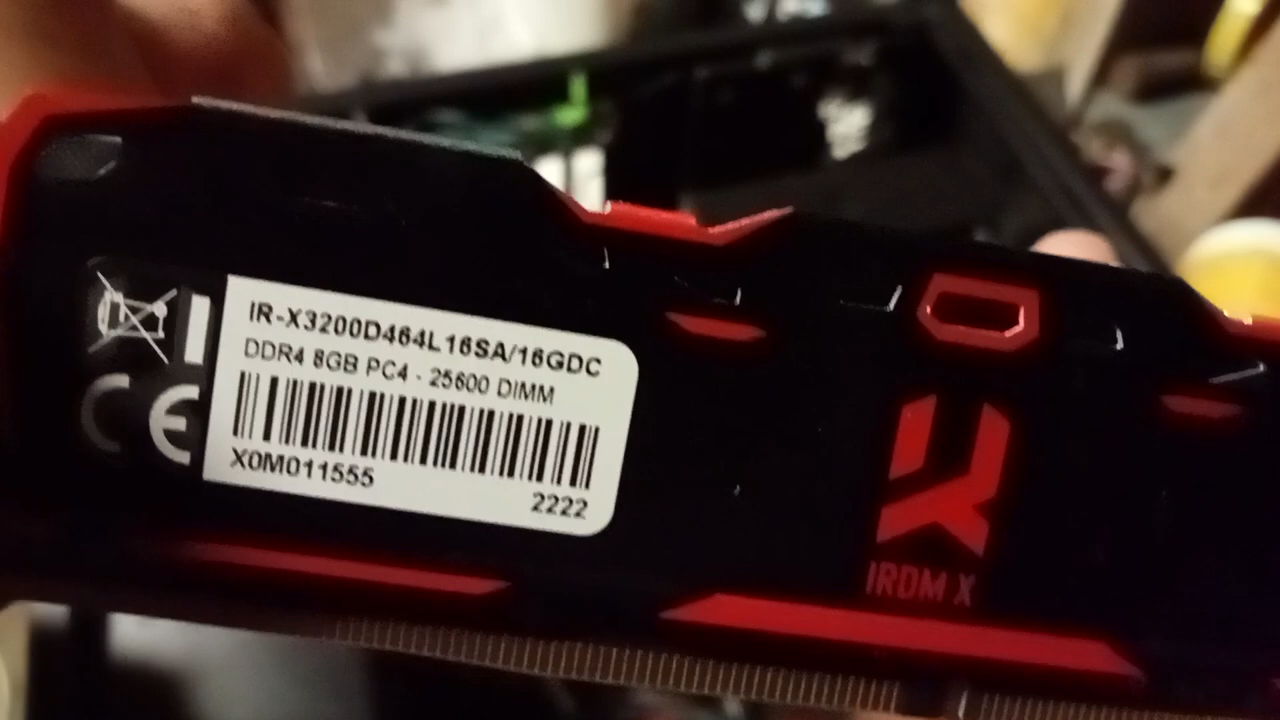 IR-X3200D464L16SA/16GDC
DDR4 8GB PC4 - 25600 DIMM
X0M011555
2222
CE
IRDM X